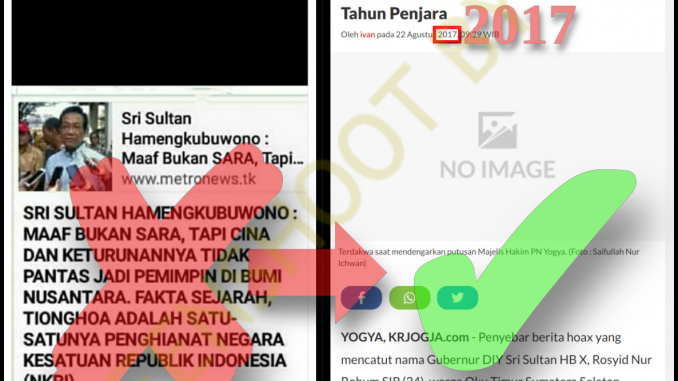 Sri Sultan
Hamengkubuwono :
Maaf Bukan SARA, Tapi...
www.metronews.tk
SRI SULTAN HAMENGKUBUWONO :
MAAF BUKAN SARA, TAPI CINA
DAN KETURUNANNYA TIDAK
PANTAS JADI PEMIMPIN DI BUMI
NUSANTARA. FAKTA SEJARAH,
TIONGHOA ADALAH SATU-
SATUNYA PENGHIANAT NEGARA
KESATUAN REPUBLIK INDONESIA
(NKRI)
Tahun Penjara
Oleh ivan pada 22 Agustu 2017 09:29 WIB
2017
NO IMAGE
Terdakwa saat mendengarkan putusan Majelis Hakim PN Yogya. (Foto : Saifullah Nur
Ichwan)
YOGYA, KRJOGJA.com - Penyebar berita hoax yang
mencatut nama Gubernur DIY Sri Sultan HB X, Rosyid Nur
Rohum SIP (24) warga Oku Timur Sumatera Selatan
SCREENSHOOT BY